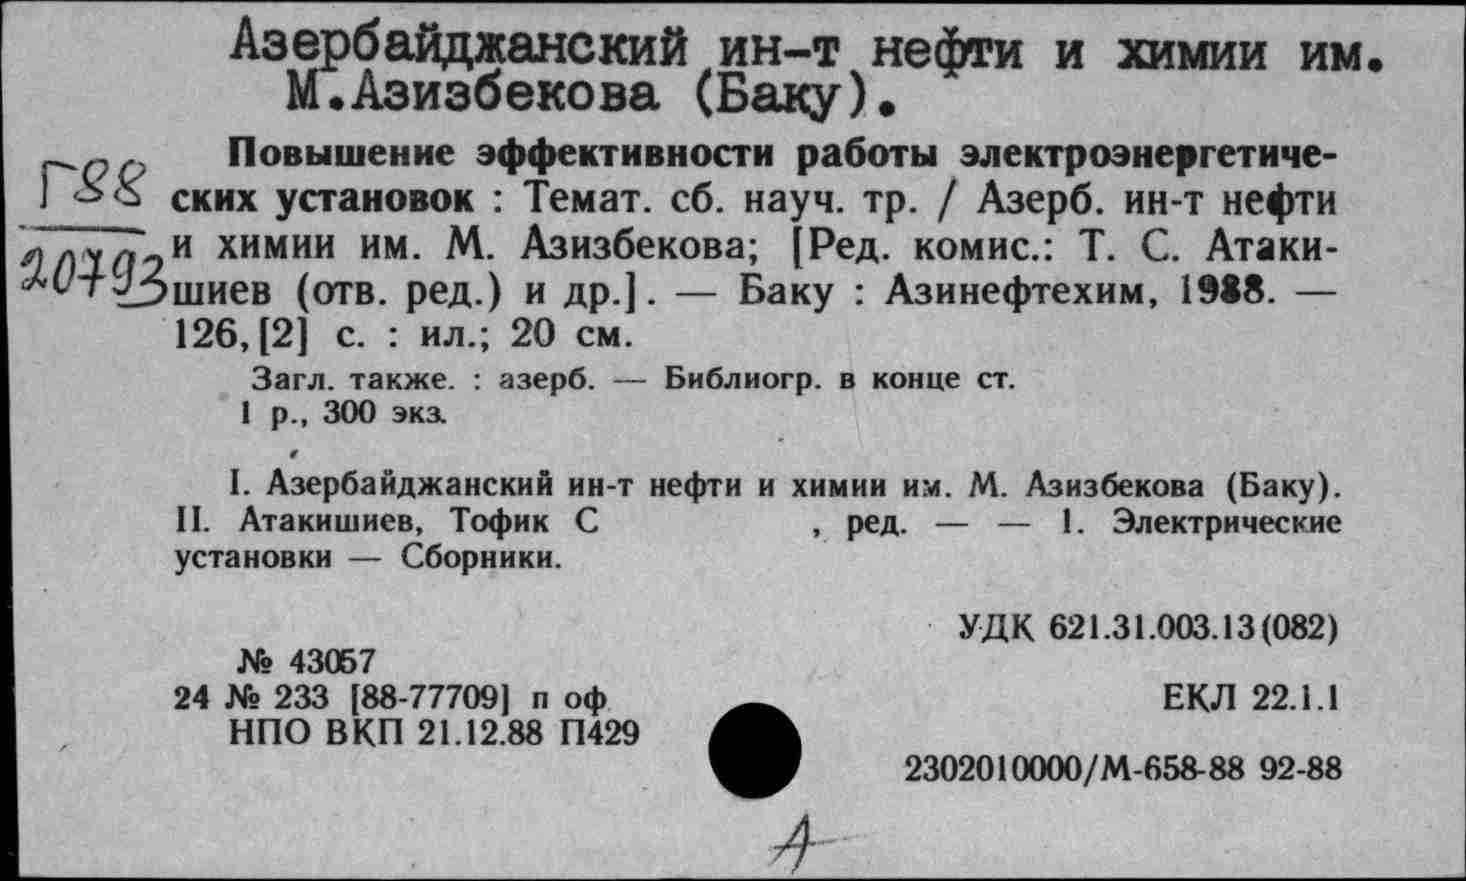 Азербайджанский ин-т нефти и химии им.
М.Азизбекова (Баку).
Г88
20793
Повышение эффективности работы электроэнергетиче-
ских установок : Темат. сб. науч. тр. / Азерб. ин-т нефти
и химии им. М. Азизбекова; [Ред. комис.: Т. С. Атаки-
шиев (отв. ред.) и др.]. — Баку : Азинефтехим, 1988. —
126,[2] с. : ил.; 20 см.
Загл. также. : азерб. — Библиогр. в конце ст.
1 р., 300 экз.
I. Азербайджанский ин-т нефти и химии им. М. Азизбекова (Баку).
II. Атакишиев, Тофик С , ред. — — 1. Электрические
установки — Сборники.
УДК 621.31.003.13(082)
№ 43057
24 № 233 [88-77709] п оф
ЕКЛ 22.1.1
НПО ВКП 21.12.88 П429
2302010000/М-658-88 92-88
А